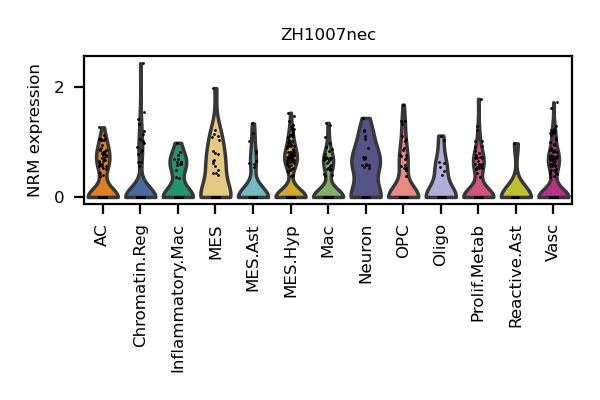 ZH1007nec
NRM expression
2
0
AC
Chromatin.Reg
Inflammatory.Mac
MES
MES.Ast
MES.Hyp
Mac
Neuron
OPC
Oligo
Prolif.Metab
Reactive.Ast
Vasc